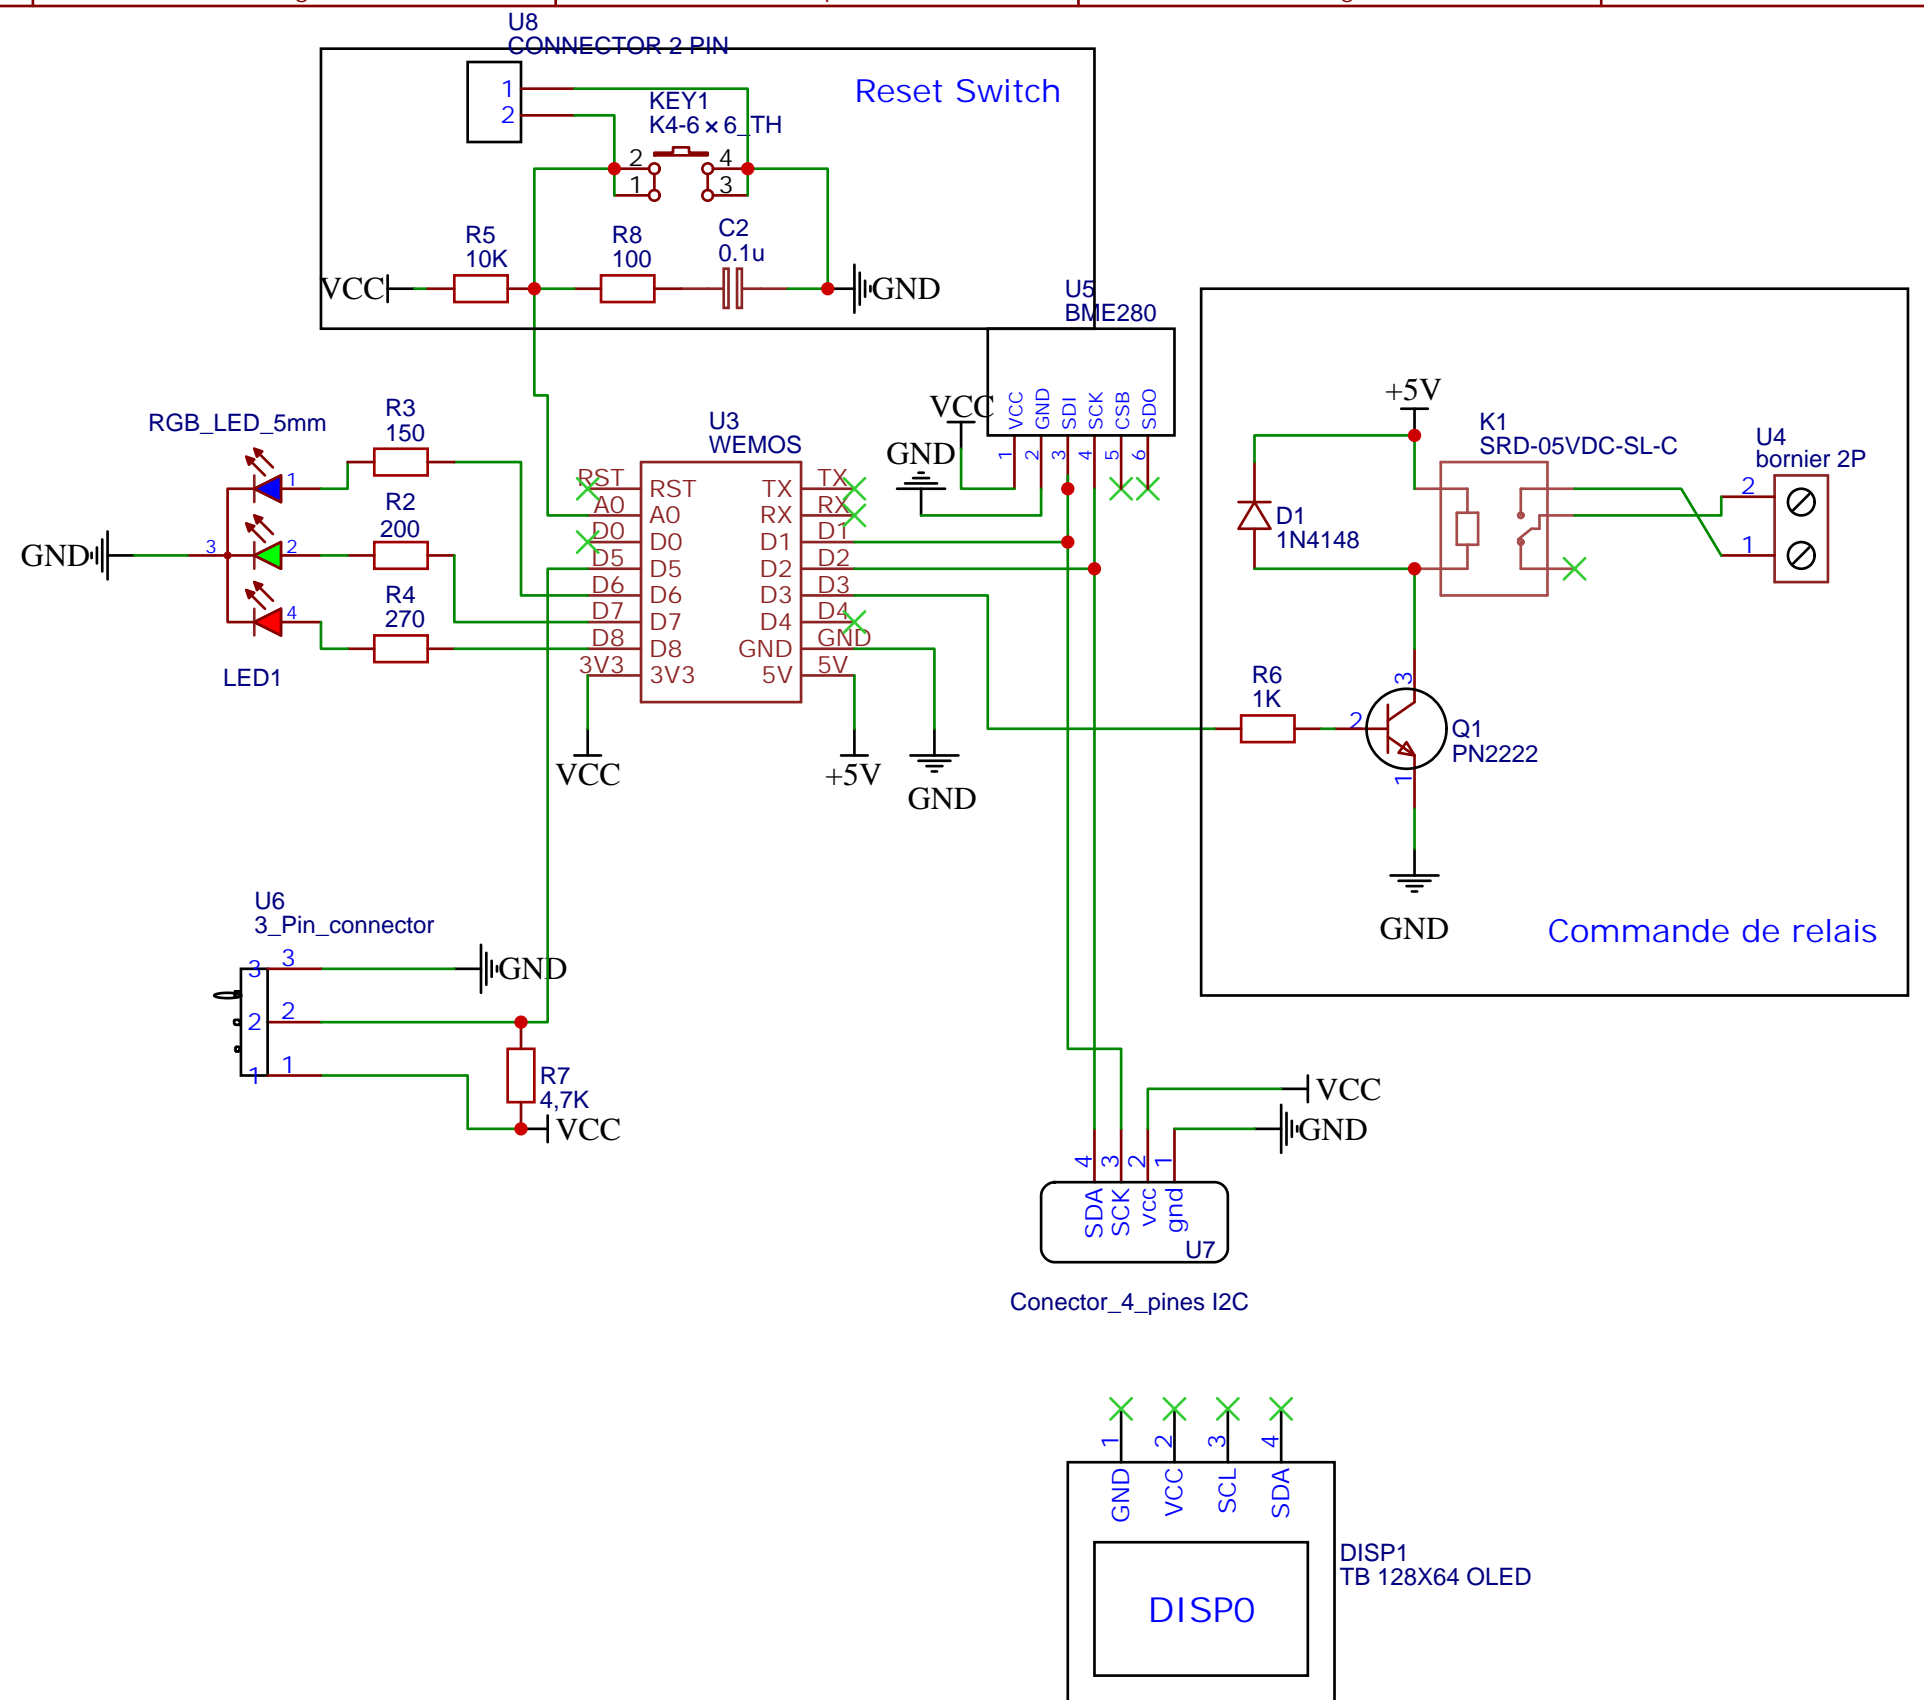 U8
CONNECTOR 2 PIN
Reset Switch
1
2
KEY1
K4-6×6_TH
2
4
1
3
R5
10K
R8
100
C2
0.1u
VCC
GND
U5
BME280
VCC
GND
SDI
SCK
CSB
SDO
1
2
3
4
5
6
VCC
GND
RGB_LED_5mm
R3
150
1
R2
200
GND
3
2
R4
270
4
LED1
U3
WEMOS
RST
RST
TX
TX
A0
A0
RX
RX
D0
D0
D1
D1
D5
D5
D2
D2
D6
D6
D3
D3
D7
D7
D4
D4
D8
D8
GND
GND
3V3
3V3
5V
5V
VCC
+5V
GND
+5V
K1
SRD-05VDC-SL-C
U4
bornier 2P
2
1
D1
1N4148
R6
1K
3
2
1
Q1
PN2222
GND
Commande de relais
U6
3_Pin_connector
3
3
GND
2
2
1
1
R7
4,7K
VCC
VCC
GND
4
3
2
1
SDA
SCK
vcc
gnd
U7
Conector_4_pines I2C
1
2
3
4
GND
VCC
SCL
SDA
DISP1
TB 128X64 OLED
DISPO